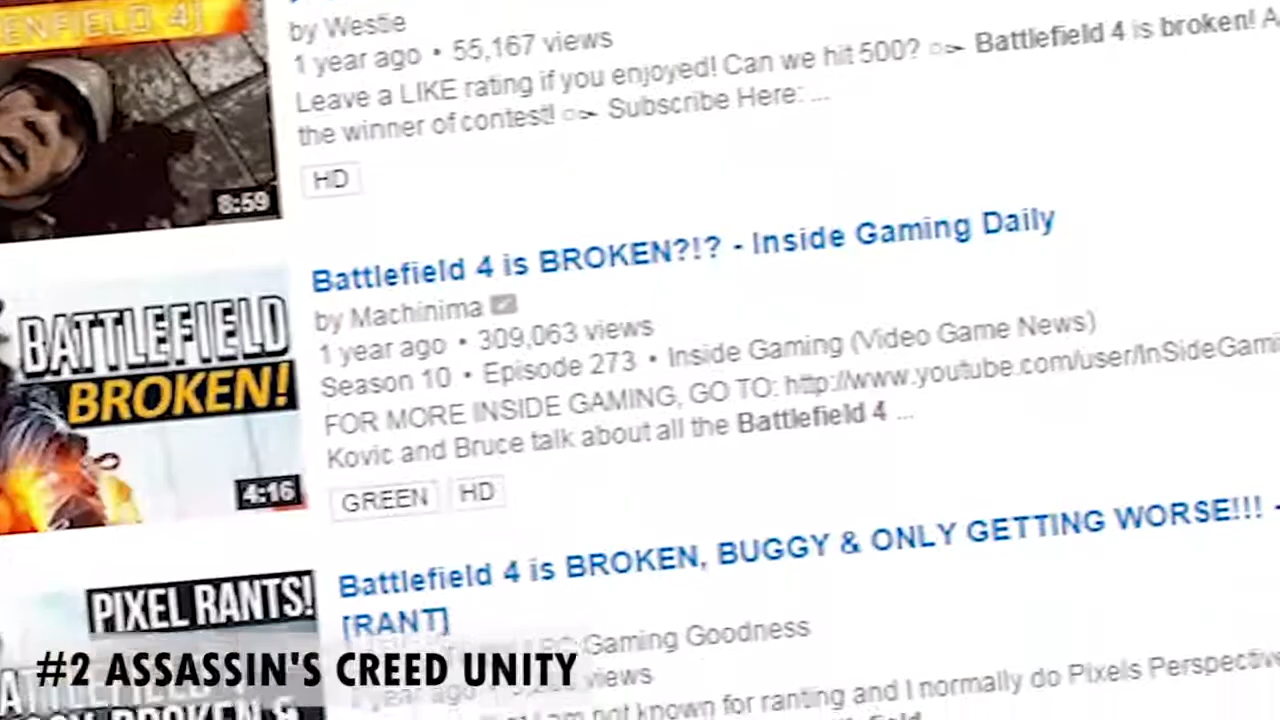 ENFIELD 4]
by Westie
1 year ago • 55,167 views
Leave a LIKE rating if you enjoyed! Can we hit 500? Battlefield 4 is broken! A
the winner of contest! Subscribe Here: ...
HD
8:59
Battlefield 4 is BROKEN?!? - Inside Gaming Daily
by Machinima
1 year ago • 309,063 views
Season 10 • Episode 273 • Inside Gaming (Video Game News)
FOR MORE INSIDE GAMING, GO TO: http://www.youtube.com/user/InSideGami
Kovic and Bruce talk about all the Battlefield 4 ...
GREEN HD
BATTLEFIELD
BROKEN!
4:16
Battlefield 4 is BROKEN, BUGGY & ONLY GETTING WORSE!!! -
[RANT]
Gaming Goodness
year ago views
am not known for ranting and I normally do Pixels Perspective
PIXEL RANTS!
#2 ASSASSIN'S CREED UNITY